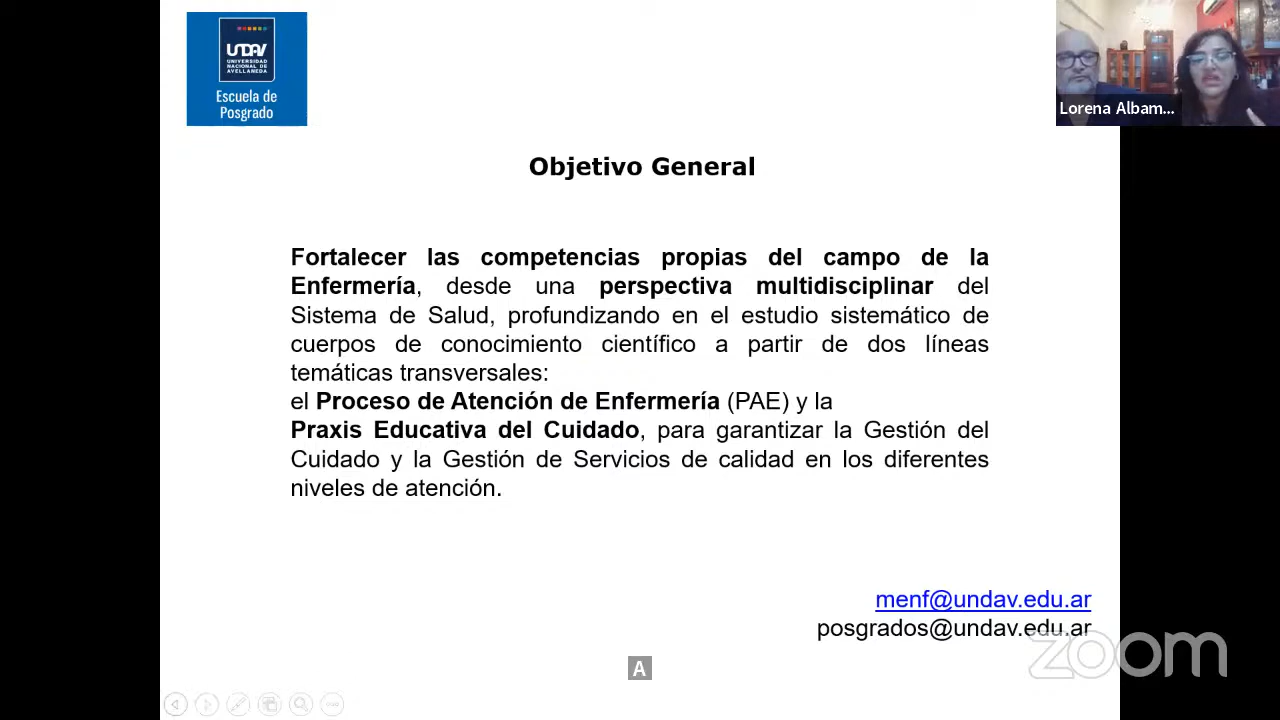 UNDAV
UNIVERSIDAD
NACIONAL DE
AVELLANEDA
Escuela de
Posgrado
Lorena Albam...
Objetivo General
Fortalecer las competencias propias del campo de la
Enfermería, desde una perspectiva multidisciplinar del
Sistema de Salud, profundizando en el estudio sistemático de
cuerpos de conocimiento científico a partir de dos líneas
temáticas transversales:
el Proceso de Atención de Enfermería (PAE) y la
Praxis Educativa del Cuidado, para garantizar la Gestión del
Cuidado y la Gestión de Servicios de calidad en los diferentes
niveles de atención.
menf@undav.edu.ar
posgrados@undav.edu.ar
zoom
A